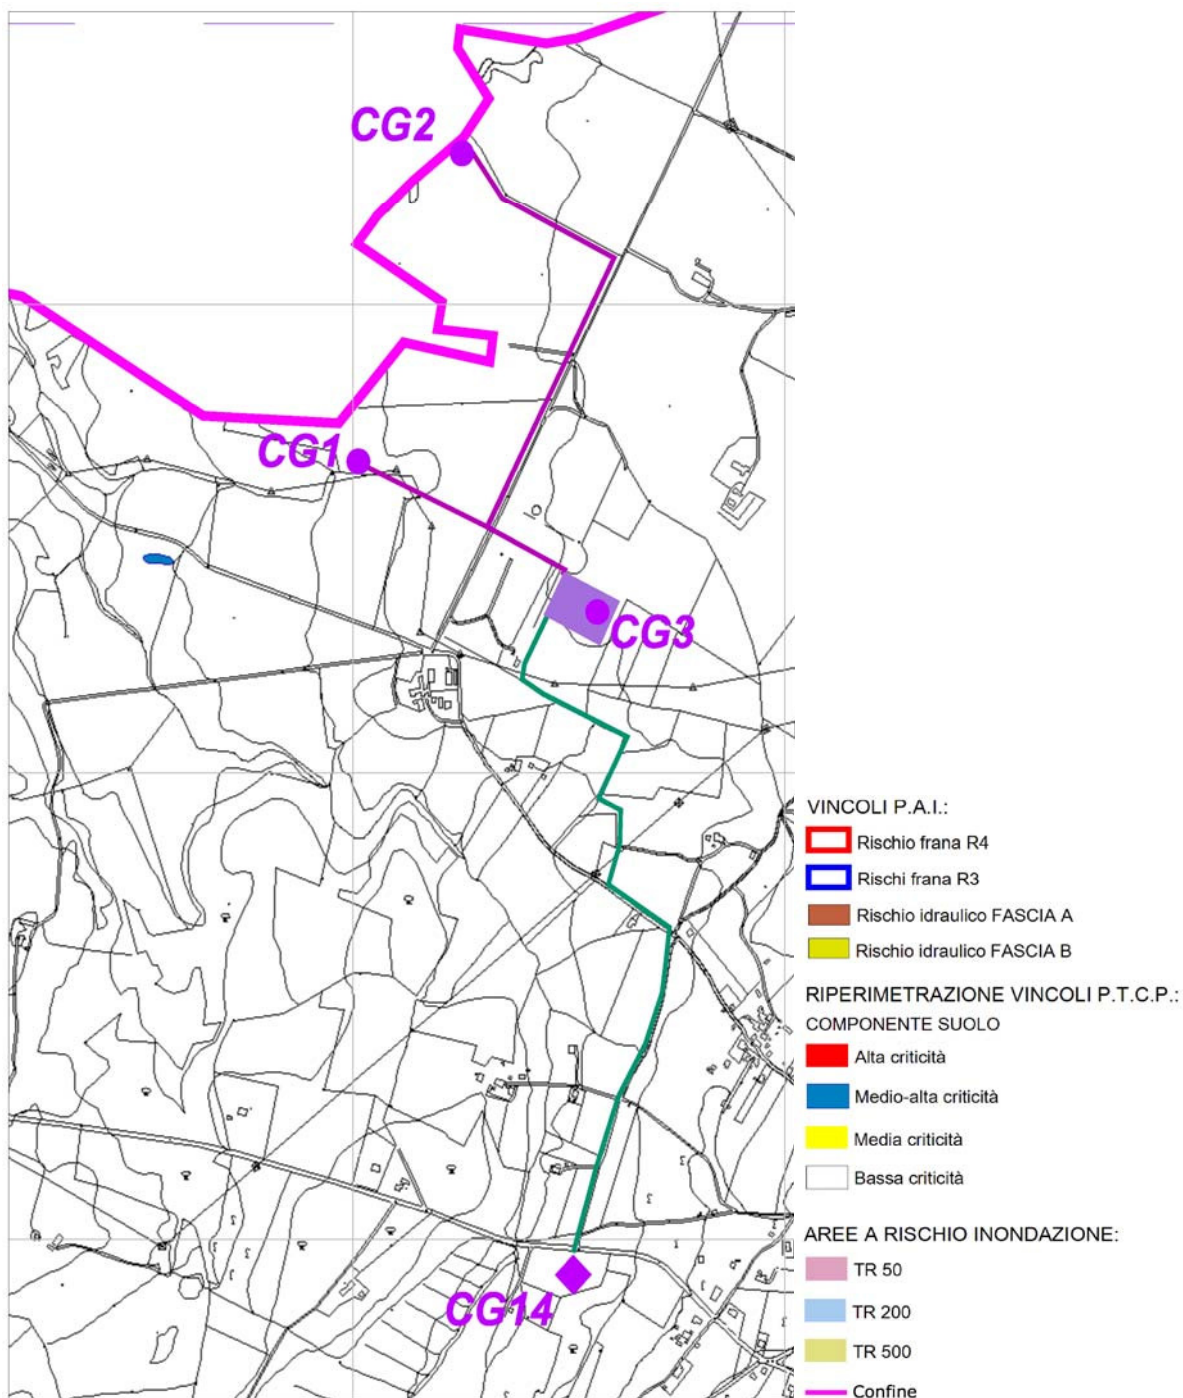 CG2
CG1
CG3
CG14
VINCOLI P.A.I.:
Rischio frana R4
Rischi frana R3
Rischio idraulico FASCIA A
Rischio idraulico FASCIA B
RIPERIMETRAZIONE VINCOLI P.T.C.P.:
COMPONENTE SUOLO
Alta criticità
Medio-alta criticità
Media criticità
Bassa criticità
AREE A RISCHIO INONDAZIONE:
TR 50
TR 200
TR 500
Confine